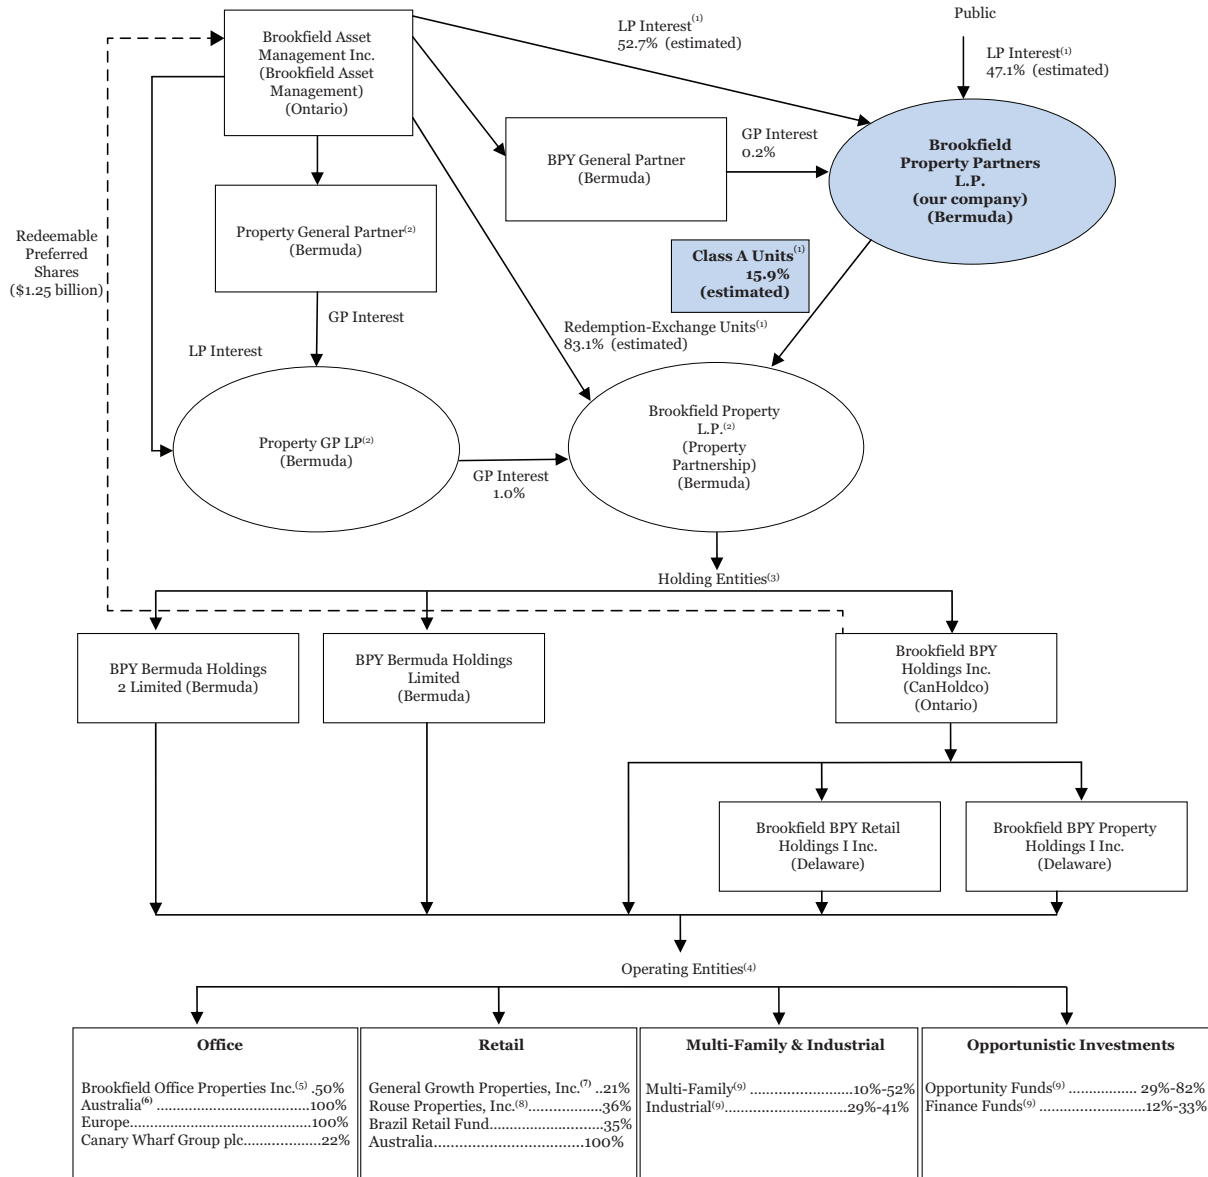 Brookfield Asset
Management Inc.
(Brookfield Asset
Management)
(Ontario)
LP Interest(1)
52.7% (estimated)
Public
LP Interest(1)
47.1% (estimated)
BPY General Partner
(Bermuda)
GP Interest
0.2%
Brookfield
Property Partners
L.P.
(our company)
(Bermuda)
Redeemable
Preferred
Shares
($1.25 billion)
Property General Partner(2)
(Bermuda)
Class A Units(1)
15.9%
(estimated)
GP Interest
LP Interest
Redemption-Exchange Units(1)
83.1% (estimated)
Property GP LP(2)
(Bermuda)
GP Interest
1.0%
Brookfield Property
L.P.(2)
(Property
Partnership)
(Bermuda)
Holding Entities(3)
BPY Bermuda Holdings
2 Limited (Bermuda)
BPY Bermuda Holdings
Limited
(Bermuda)
Brookfield BPY
Holdings Inc.
(CanHoldco)
(Ontario)
Brookfield BPY Retail
Holdings I Inc.
(Delaware)
Brookfield BPY Property
Holdings I Inc.
(Delaware)
Operating Entities(4)
Office
Brookfield Office Properties Inc.(5) .50%
Australia(6) ......................................100%
Europe.............................................100%
Canary Wharf Group plc...................22%
Retail
General Growth Properties, Inc.(7) ..21%
Rouse Properties, Inc.(8)......................36%
Brazil Retail Fund.............................35%
Australia......................................100%
Multi-Family & Industrial
Multi-Family(9) .........................10%-52%
Industrial(9)..............................29%-41%
Opportunistic Investments
Opportunity Funds(9) ................ 29%-82%
Finance Funds(9) .......................12%-33%